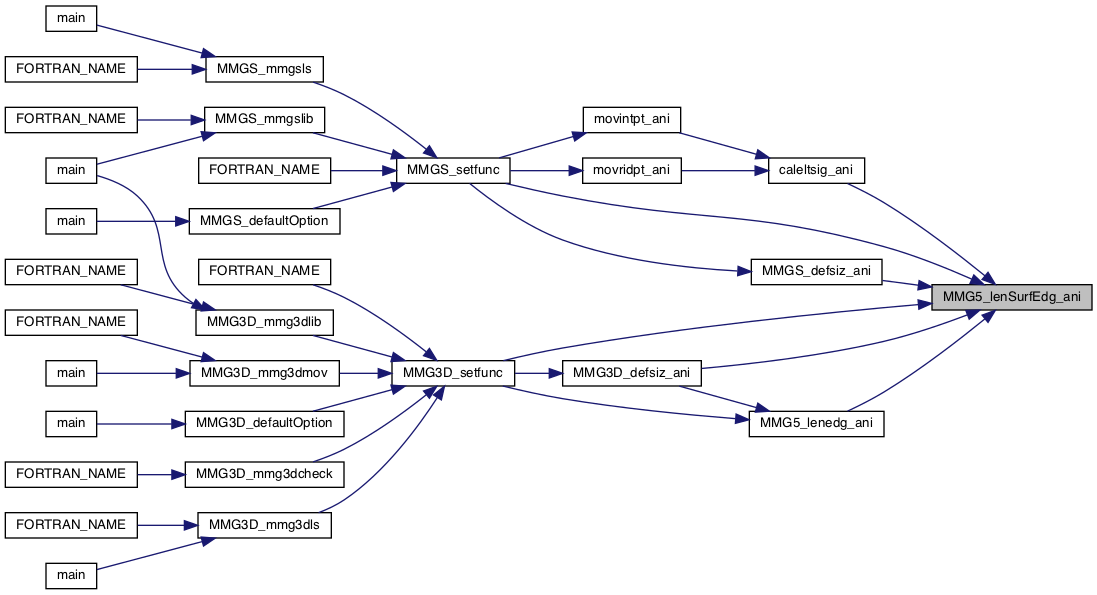 main
FORTRAN_NAME
MMGS_mmgsls
FORTRAN_NAME
MMGS_mmgslib
movintpt_ani
main
FORTRAN_NAME
MMGS_setfunc
movridpt_ani
caleltsig_ani
main
MMGS_defaultOption
FORTRAN_NAME
FORTRAN_NAME
MMGS_defsiz_ani
MMG5_lenSurfEdg_ani
FORTRAN_NAME
MMG3D_mmg3dlib
main
MMG3D_mmg3dmov
MMG3D_setfunc
MMG3D_defsiz_ani
main
MMG3D_defaultOption
MMG5_lenedg_ani
FORTRAN_NAME
MMG3D_mmg3dcheck
FORTRAN_NAME
MMG3D_mmg3dls
main